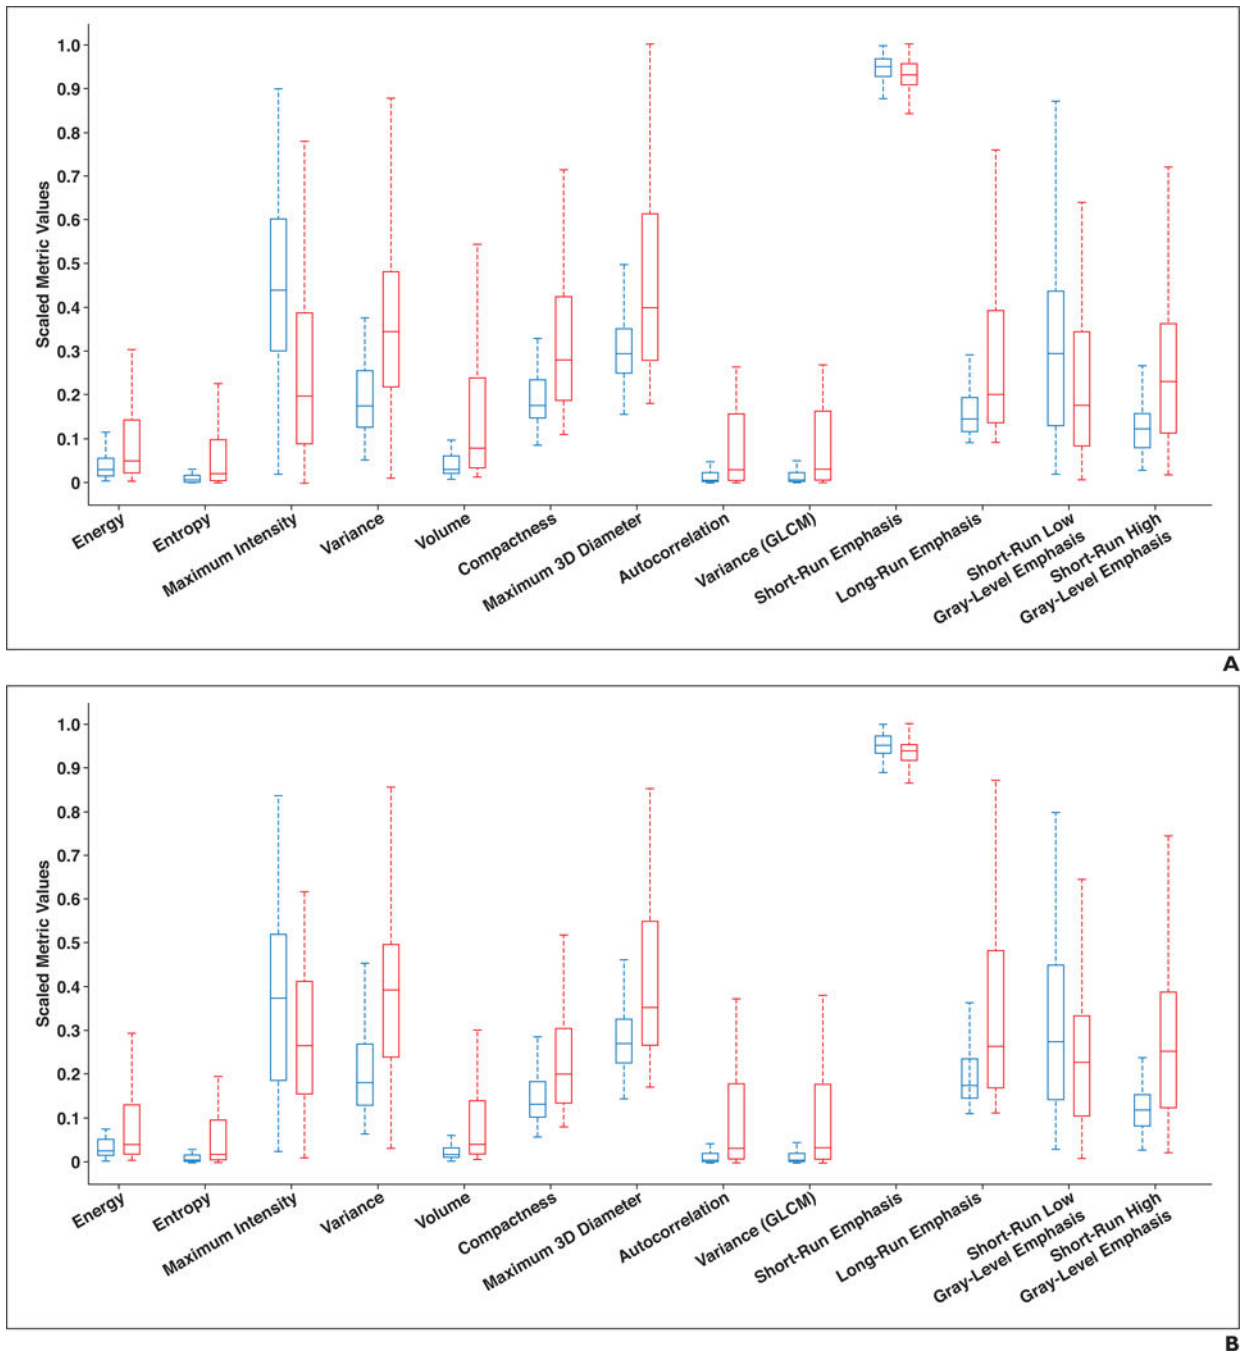 1.0
0.9
0.8
0.7
0.6
0.5
0.4
0.3
0.2
0.1
0
Scaled Metric Values
Energy
Entropy
Maximum Intensity
Variance
Volume
Compactness
Maximum 3D Diameter
Autocorrelation
Variance (GLCM)
Short-Run Emphasis
Long-Run Emphasis
Short-Run Low
Gray-Level Emphasis
Short-Run High
Gray-Level Emphasis
A
1.0
0.9
0.8
0.7
0.6
0.5
0.4
0.3
0.2
0.1
0
Scaled Metric Values
Energy
Entropy
Maximum Intensity
Variance
Volume
Compactness
Maximum 3D Diameter
Autocorrelation
Variance (GLCM)
Short-Run Emphasis
Long-Run Emphasis
Short-Run Low
Gray-Level Emphasis
Short-Run High
Gray-Level Emphasis
B